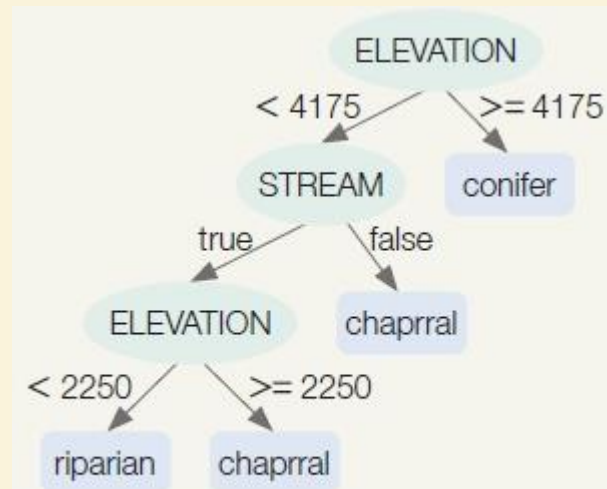 ELEVATION
< 4175 >= 4175
STREAM conifer
true false
ELEVATION chaprral
< 2250 >= 2250
riparian chaprral